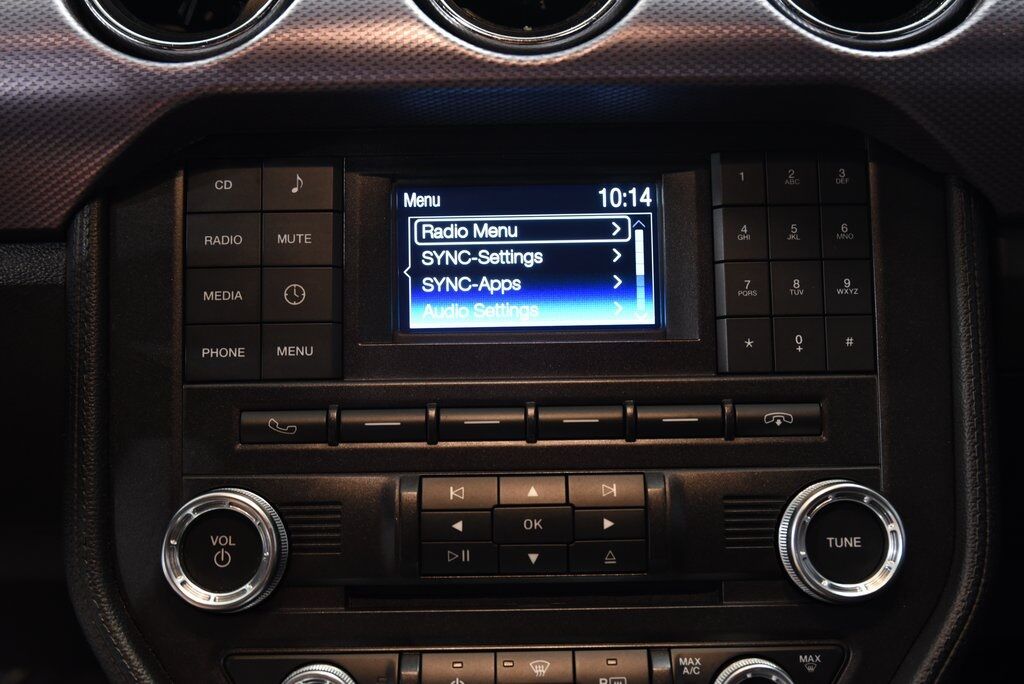 Menu 10:14
Radio Menu
SYNC-Settings
SYNC-Apps
Audio Settings
CD
RADIO MUTE
MEDIA
PHONE MENU
1 2 ABC 3 DEF
4 GHI 5 JKL 6 MNO
7 PQRS 8 TUV 9 WXYZ
* 0 + #
OK
VOL
TUNE
MAX A/C
MAX
R